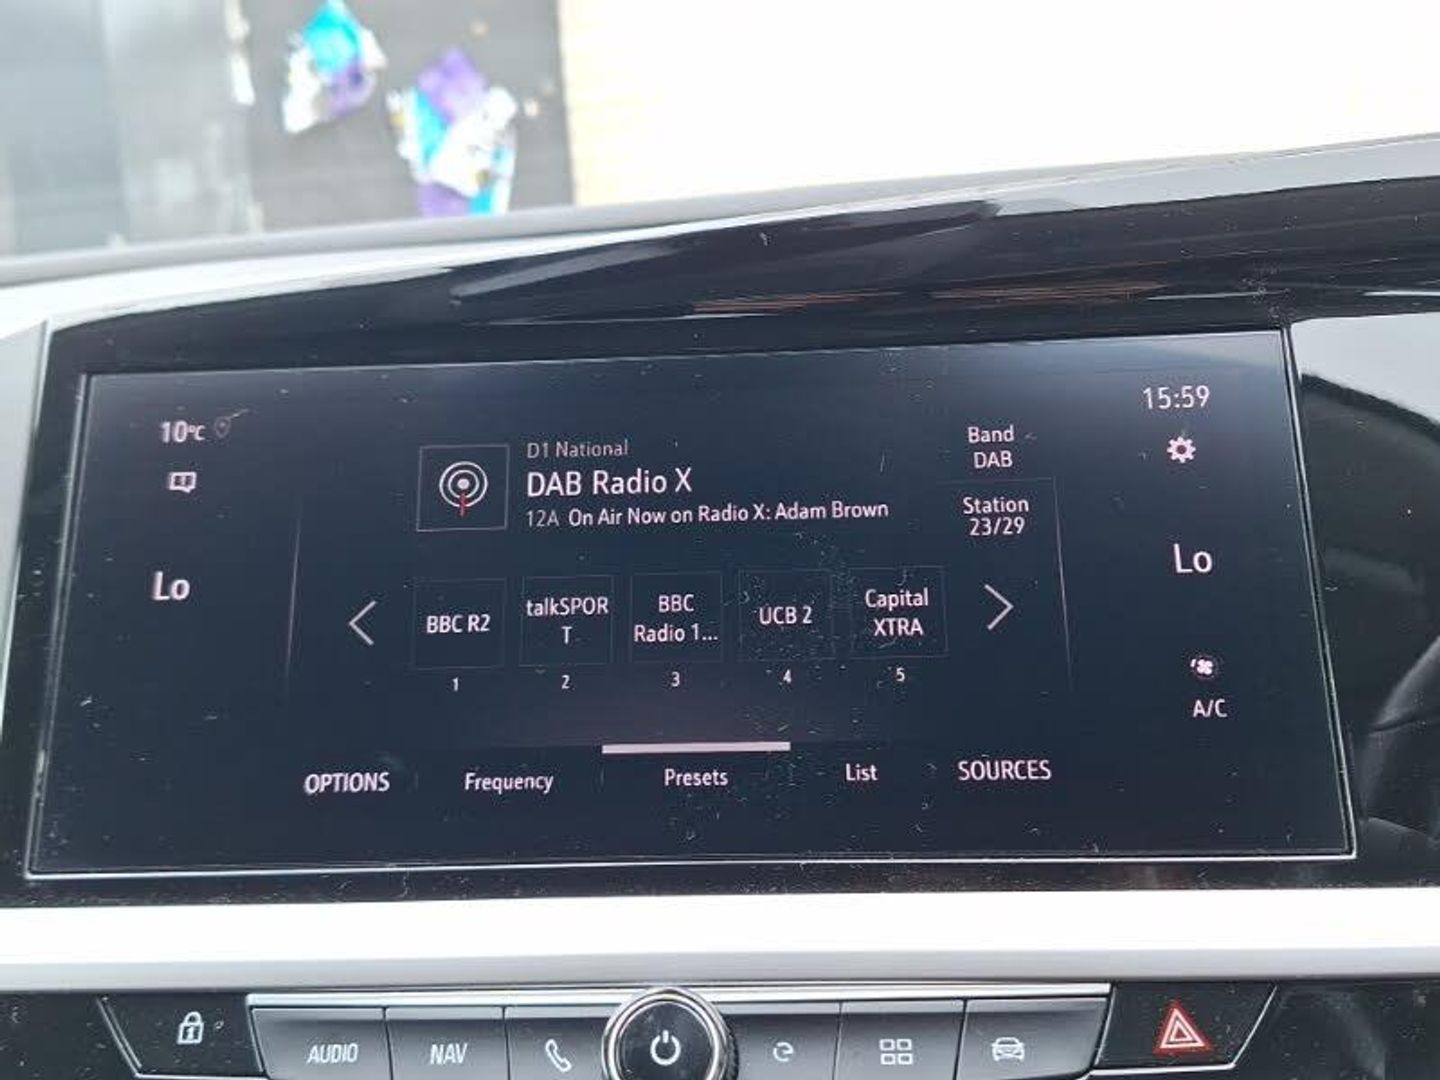 10°C
15:59
D1 National
DAB Radio X
12A On Air Now on Radio X: Adam Brown
Band
DAB
Station
23/29
Lo
Lo
BBC R2
talkSPOR
T
BBC
Radio 1...
UCB 2
Capital
XTRA
1
2
3
4
5
A/C
OPTIONS
Frequency
Presets
List
SOURCES
AUDIO
NAV